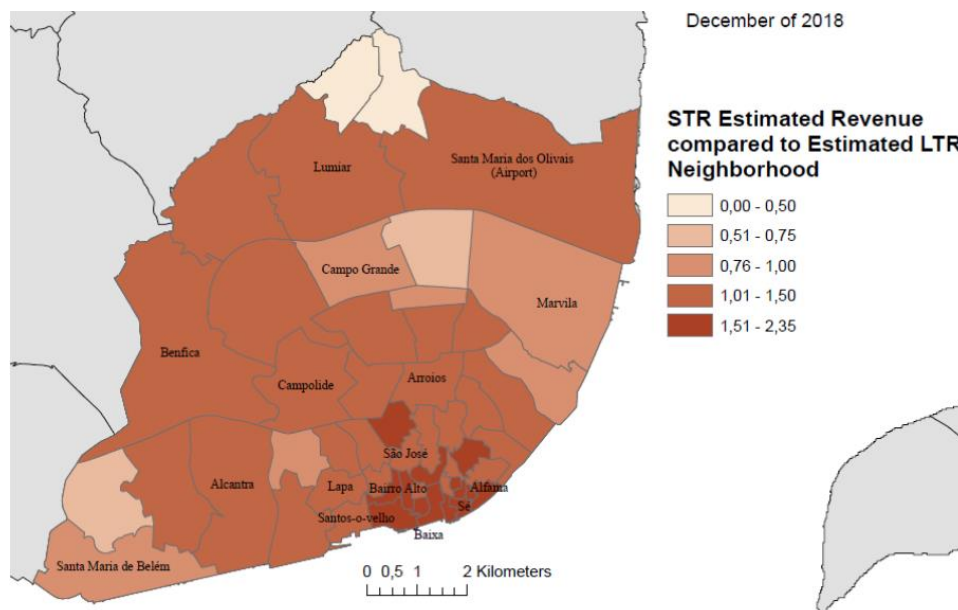 December of 2018
STR Estimated Revenue
compared to Estimated LTR
Neighborhood
0,00 - 0,50
0,51 - 0,75
0,76 - 1,00
1,01 - 1,50
1,51 - 2,35
Lumiar
Santa Maria dos Olivais
(Airport)
Campo Grande
Marvila
Benfica
Campolide
Arroios
São José
Alcantra
Lapa
Bairro Alto
Alfama
Santos-o-velho
Sé
Baixa
Santa Maria de Belém
0 0,5 1 2 Kilometers